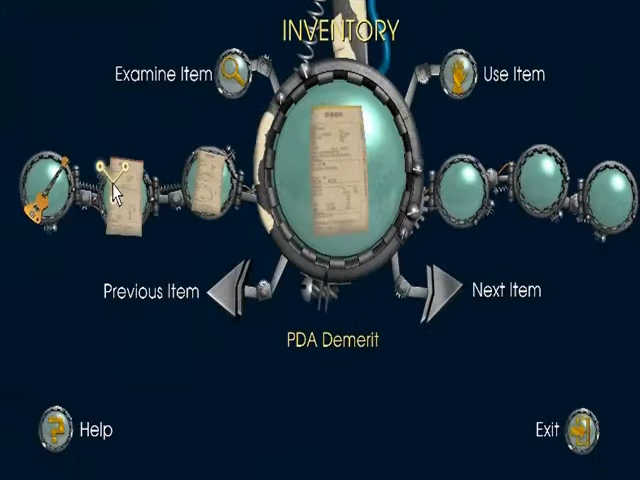 INVENTORY
Examine Item
Use Item
Previous Item
Next Item
PDA Demerit
Help
Exit